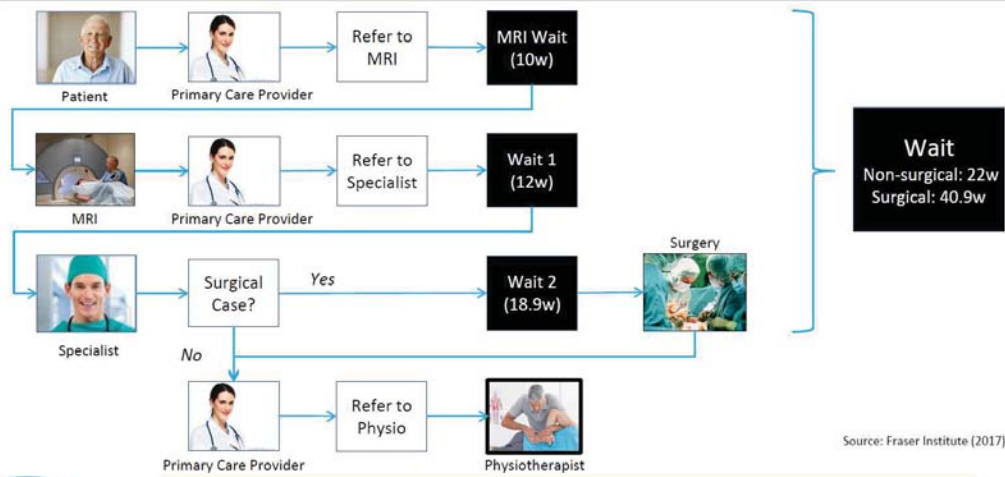 Refer to
MRI
MRI Wait
(10w)
Patient
Primary Care Provider
Refer to
Specialist
Wait 1
(12w)
MRI
Primary Care Provider
Wait
Non-surgical: 22w
Surgical: 40.9w
Surgery
Surgical
Case?
Yes
Wait 2
(18.9w)
Specialist
No
Refer to
Physio
Primary Care Provider
Physiotherapist
Source: Fraser Institute (2017)